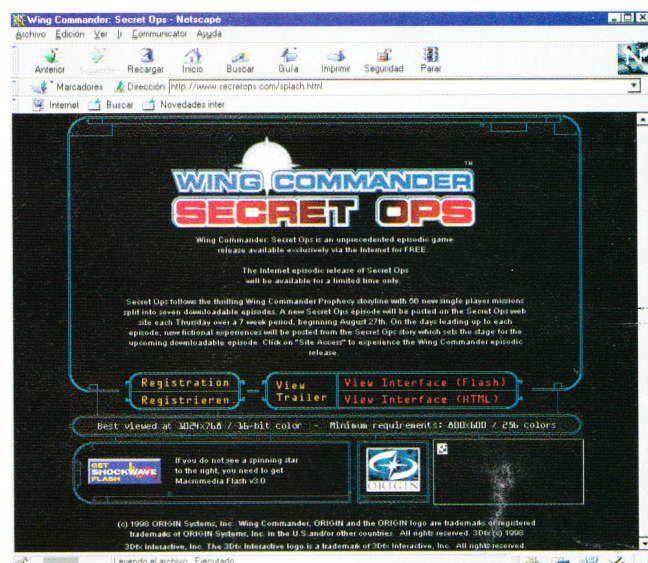 Wing Commander: Secret Ops - Netscape
Archivo Edición Ver Ir Communicator Ayuda
Anterior Siguiente Recargar Inicio Buscar Guía Imprimir Seguridad Parar
N
Marcadores Dirección: http://www.secretops.com/splash.html
Internet Buscar Novedades inter
WING COMMANDER
™
SECRET OPS
Wing Commander: Secret Ops is an unprecedented episodic game
release available exclusively via the Internet for FREE.
The Internet episodic release of Secret Ops
will be available for a limited time only.
Secret Ops follows the thrilling Wing Commander Prophecy storyline with 56 new single player missions
split into seven downloadable episodes. A new Secret Ops episode will be posted on the Secret Ops web
site each Thursday over a 7 week period, beginning August 27th. On the days leading up to each
episode, new fictional experiences will be posted from the Secret Ops story which sets the stage for the
upcoming downloadable episode. Click on "Site Access" to experience the Wing Commander episodic
release.
Registration
Registrieren
View
Trailer
View Interface (Flash)
View Interface (HTML)
Best viewed at 1024x768 / 16-bit color - Minimum requirements: 800x600 / 256 colors
GET
SHOCKWAVE
FLASH
If you do not see a spinning star
to the right, you need to get
Macromedia Flash v3.0
ORIGIN
(c) 1998 ORIGIN Systems, Inc. Wing Commander, ORIGIN and the ORIGIN logo are trademarks or registered
trademarks of ORIGIN Systems, Inc. in the U.S. and/or other countries. All rights reserved. 3Dfx (c) 1998
3Dfx Interactive, Inc. The 3Dfx Interactive logo is a trademark of 3Dfx Interactive, Inc. All rights reserved.
Leyendo el archivo...Ejecutado